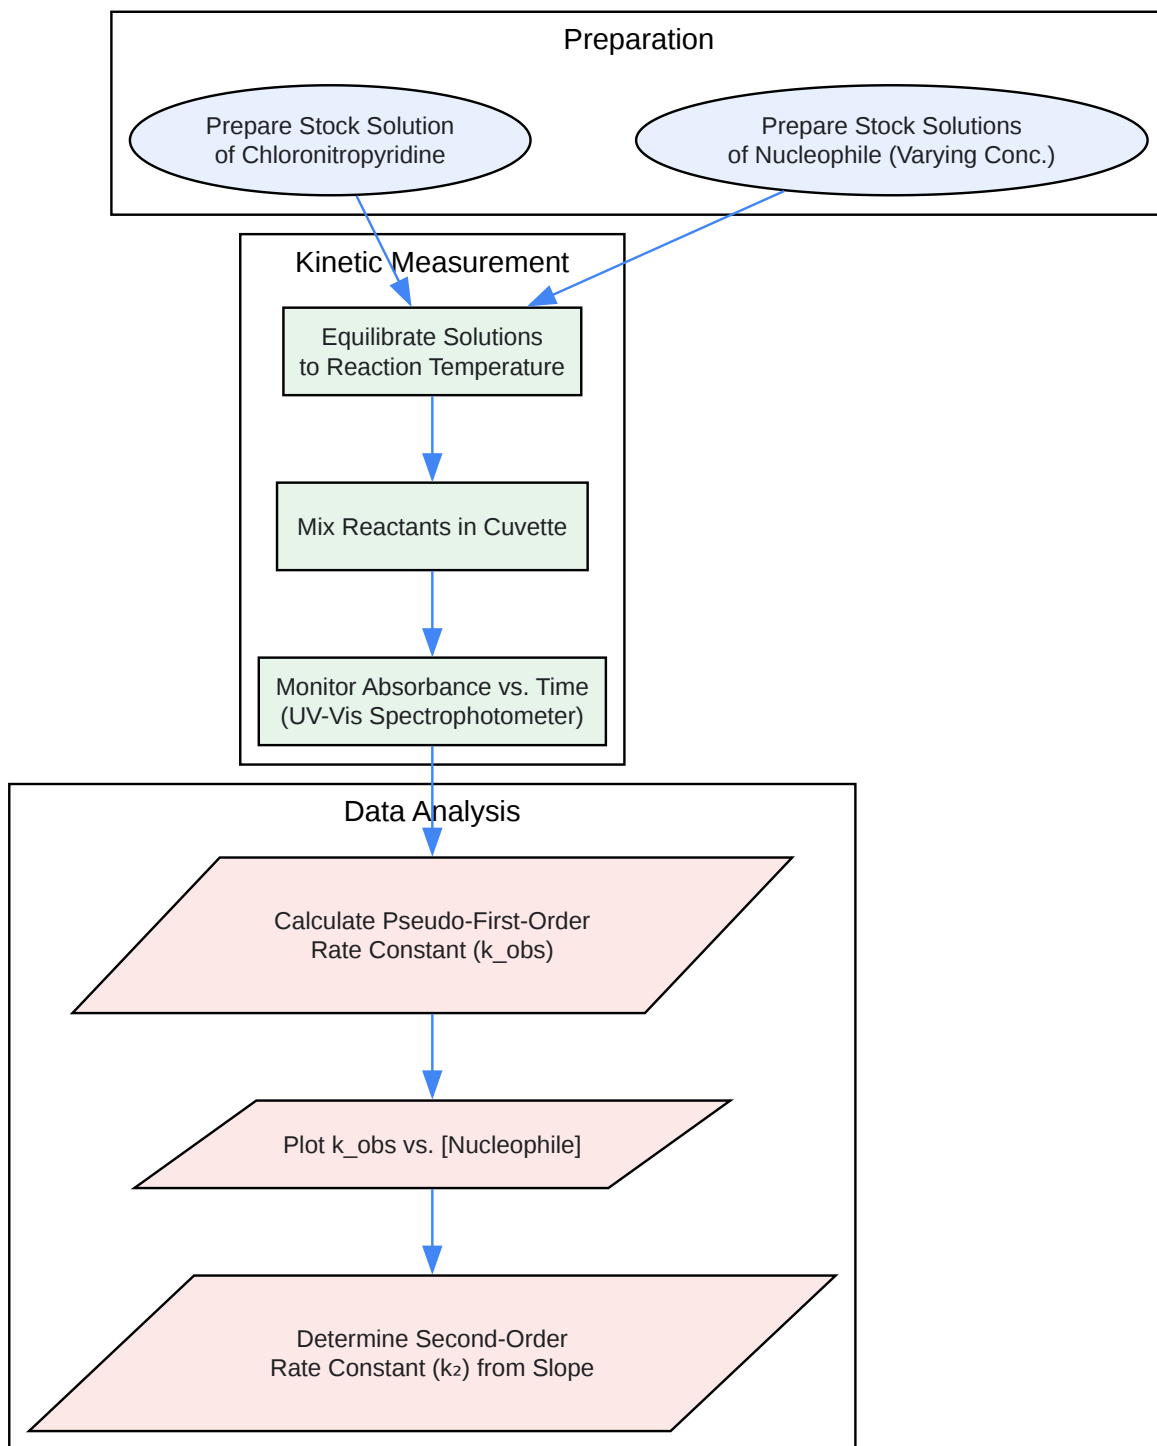 Preparation
Prepare Stock Solution
of Chloronitropyridine
Prepare Stock Solutions
of Nucleophile (Varying Conc.)
Kinetic Measurement
Equilibrate Solutions
to Reaction Temperature
Mix Reactants in Cuvette
Monitor Absorbance vs. Time
(UV-Vis Spectrophotometer)
Data Analysis
Calculate Pseudo-First-Order
Rate Constant (k_obs)
Plot k_obs vs. [Nucleophile]
Determine Second-Order
Rate Constant (k₂) from Slope